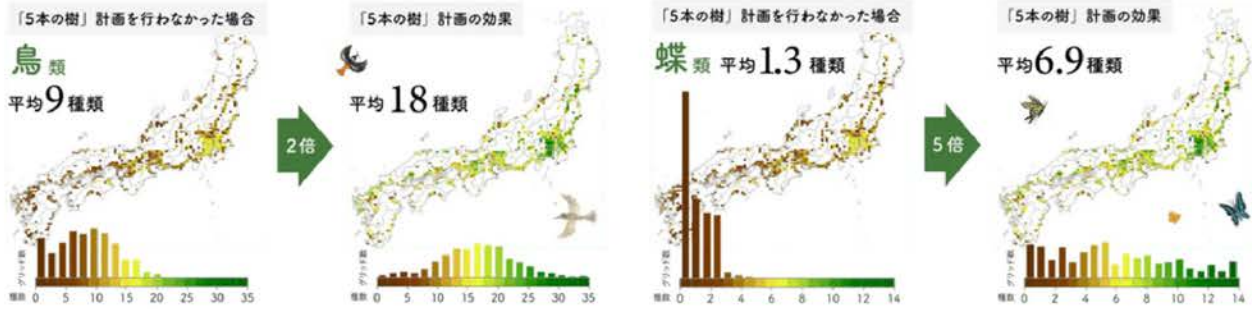 「5本の樹」計画を行わなかった場合
鳥類
平均9種類
グリッド数
種数 0 5 10 15 20 25 30 35
2倍
「5本の樹」計画の効果
平均18種類
グリッド数
種数 0 5 10 15 20 25 30 35
「5本の樹」計画を行わなかった場合
蝶類 平均1.3種類
グリッド数
種数 0 2 4 6 8 10 12 14
5倍
「5本の樹」計画の効果
平均6.9種類
グリッド数
種数 0 2 4 6 8 10 12 14